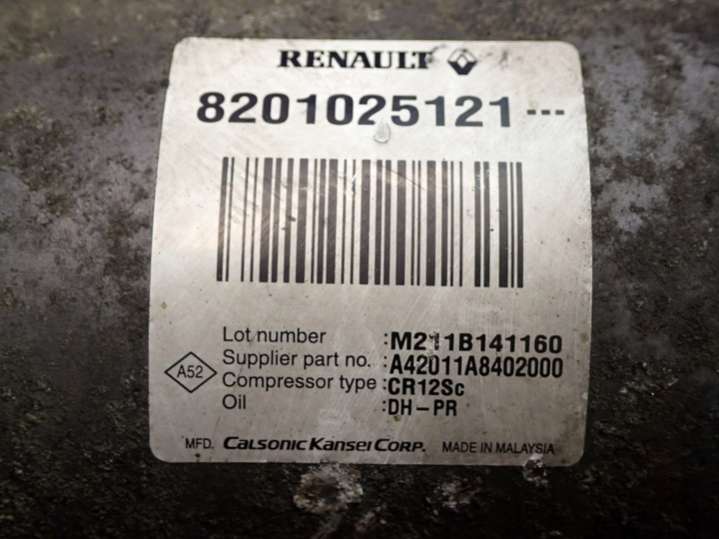 RENAULT
8201025121---
Lot number :M211B141160
Supplier part no. :A42011A8402000
A52
Compressor type :CR12Sc
Oil :DH-PR
MFD. CALSONIC KANSEI CORP. MADE IN MALAYSIA